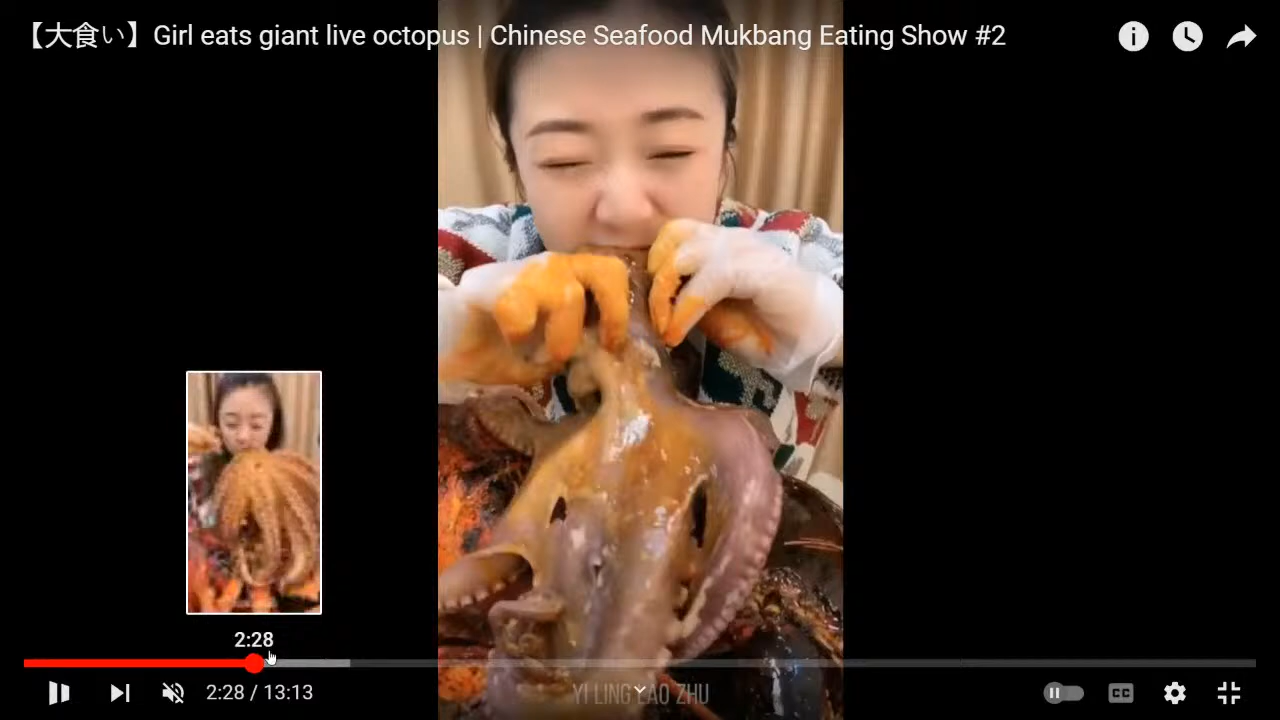 【大食い】Girl eats giant live octopus | Chinese Seafood Mukbang Eating Show #2
2:28
2:28 / 13:13
YI LING LAO ZHU
CC